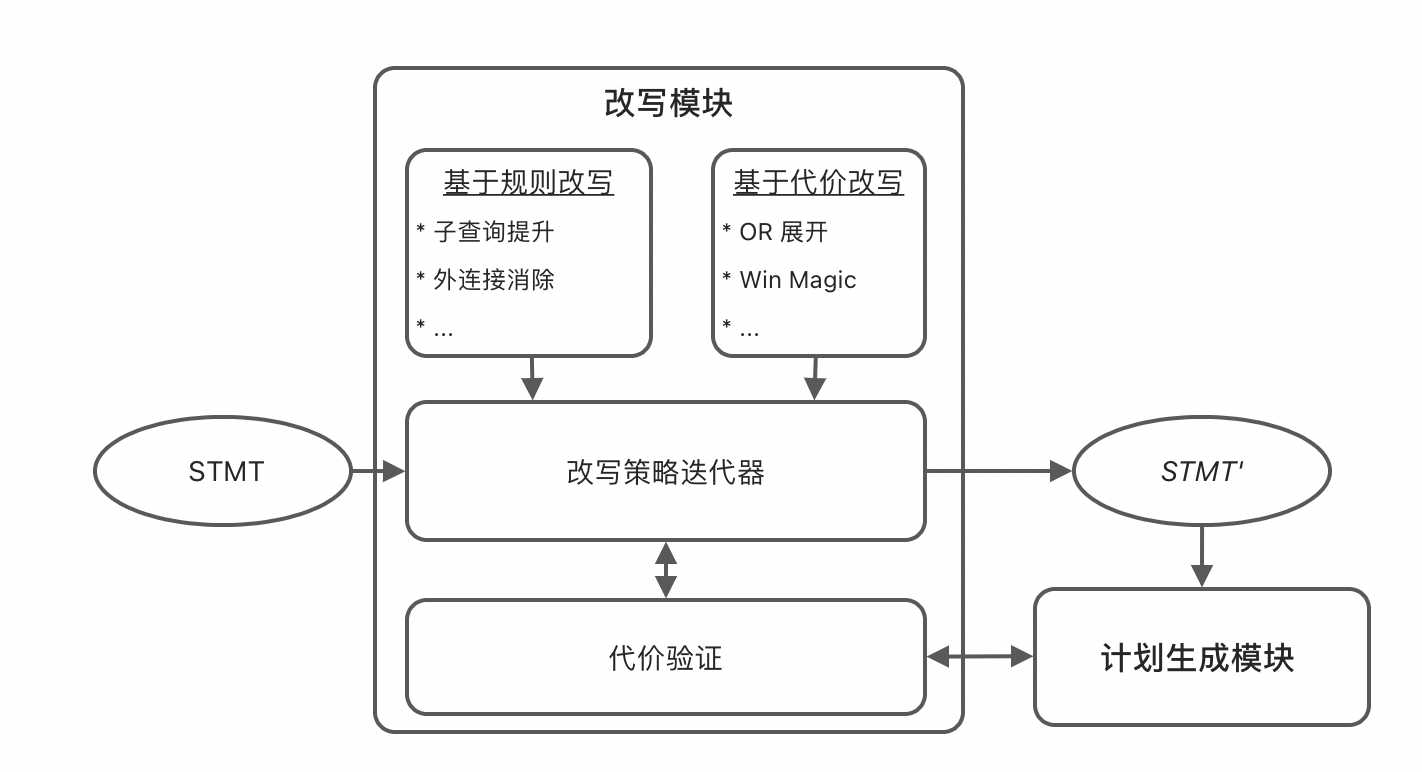 改写模块
基于规则改写
* 子查询提升
* 外连接消除
* ...
基于代价改写
* OR 展开
* Win Magic
* ...
STMT
改写策略迭代器
STMT'
代价验证
计划生成模块